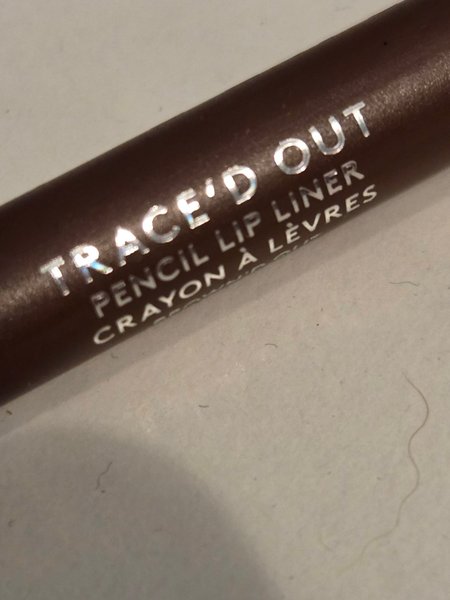 TRACE'D OUT
PENCIL LIP LINER
CRAYON À LÈVRES